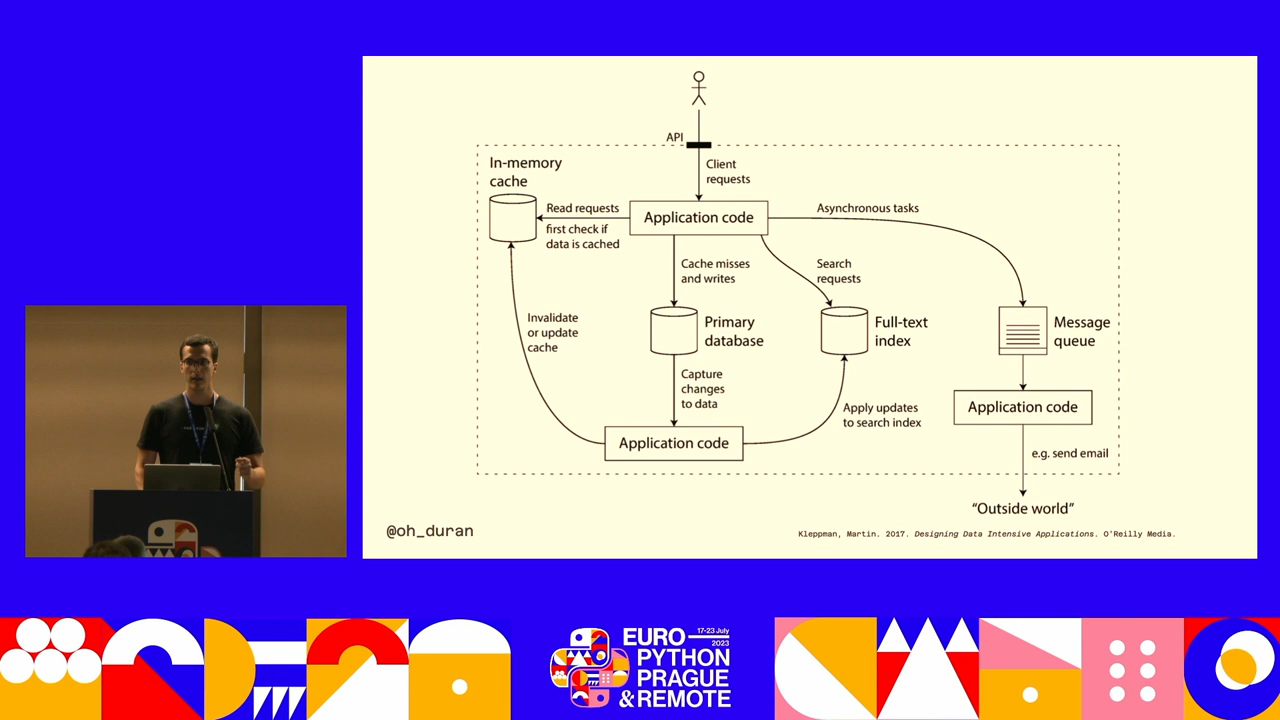 API
Client
requests
In-memory
cache
Read requests
first check if
data is cached
Application code
Asynchronous tasks
Cache misses
and writes
Search
requests
Invalidate
or update
cache
Primary
database
Full-text
index
Message
queue
Capture
changes
to data
Apply updates
to search index
Application code
Application code
e.g. send email
“Outside world”
@oh_duran
Kleppman, Martin. 2017. Designing Data Intensive Applications. O'Reilly Media.
EURO 17-23 July
2023
PYTHON
PRAGUE
& REMOTE